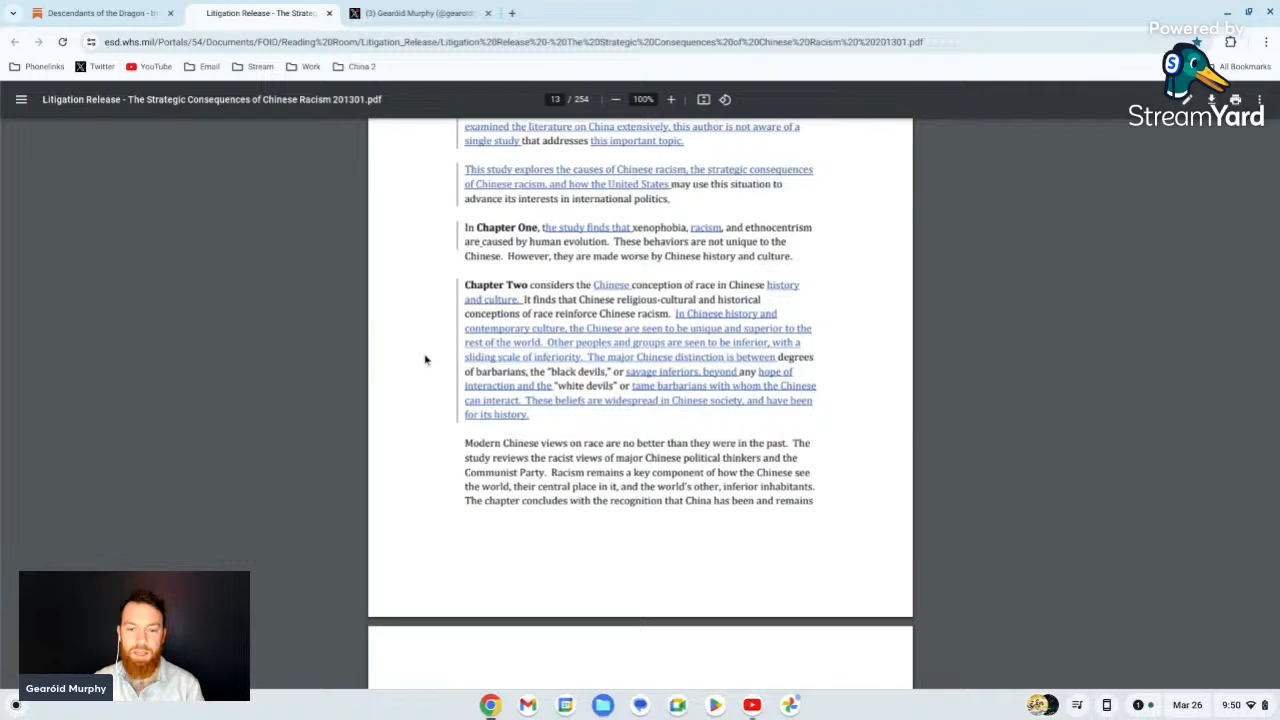 Descendants of the Dragon - th
Litigation Release - The Strateg
(3) Gearóid Murphy (@gearoid
Powered by
esd.whs.mil/Portals/54/Documents/FOID/Reading%20Room/Litigation_Release/Litigation%20Release%20-%20The%20Strategic%20Consequences%20of%20Chinese%20Racism%20%20201301.pdf
Phonelinks
Twitter
YouTube
Email
Stream
Work
China 2
All Bookmarks
Litigation Release - The Strategic Consequences of Chinese Racism 201301.pdf
13 / 254
100%
StreamYard
examined the literature on China extensively, this author is not aware of a
single study that addresses this important topic.
This study explores the causes of Chinese racism, the strategic consequences
of Chinese racism, and how the United States may use this situation to
advance its interests in international politics.
In Chapter One, the study finds that xenophobia, racism, and ethnocentrism
are caused by human evolution. These behaviors are not unique to the
Chinese. However, they are made worse by Chinese history and culture.
Chapter Two considers the Chinese conception of race in Chinese history
and culture. It finds that Chinese religious-cultural and historical
conceptions of race reinforce Chinese racism. In Chinese history and
contemporary culture, the Chinese are seen to be unique and superior to the
rest of the world. Other peoples and groups are seen to be inferior, with a
sliding scale of inferiority. The major Chinese distinction is between degrees
of barbarians, the "black devils," or savage inferiors, beyond any hope of
interaction and the "white devils" or tame barbarians with whom the Chinese
can interact. These beliefs are widespread in Chinese society, and have been
for its history.
Modern Chinese views on race are no better than they were in the past. The
study reviews the racist views of major Chinese political thinkers and the
Communist Party. Racism remains a key component of how the Chinese see
the world, their central place in it, and the world's other, inferior inhabitants.
The chapter concludes with the recognition that China has been and remains
Gearóid Murphy
Mar 26
9:50